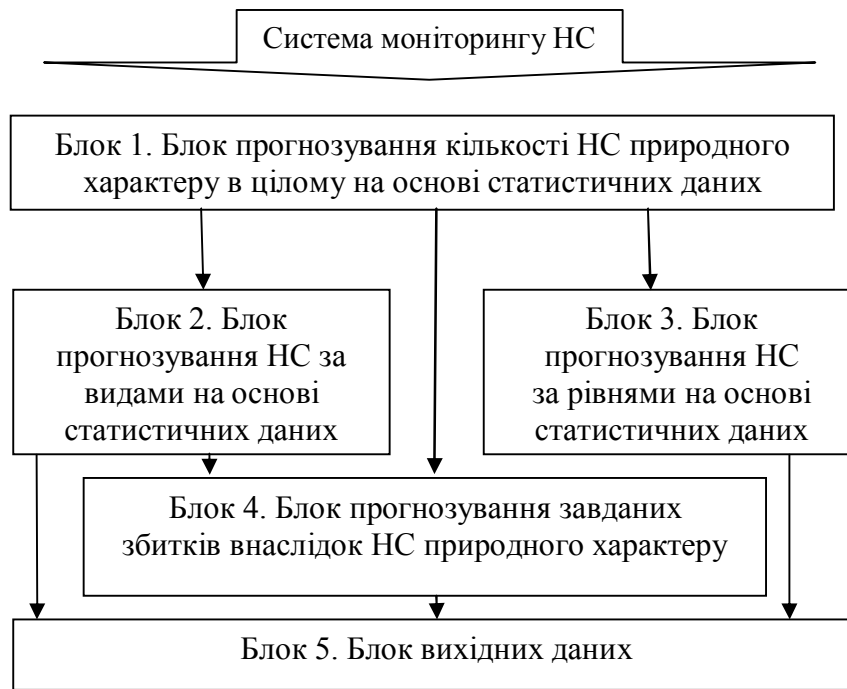 Система моніторингу НС
Блок 1. Блок прогнозування кількості НС природного
характеру в цілому на основі статистичних даних
Блок 2. Блок
прогнозування НС за
видами на основі
статистичних даних
Блок 3. Блок
прогнозування НС
за рівнями на основі
статистичних даних
Блок 4. Блок прогнозування завданих
збитків внаслідок НС природного характеру
Блок 5. Блок вихідних даних